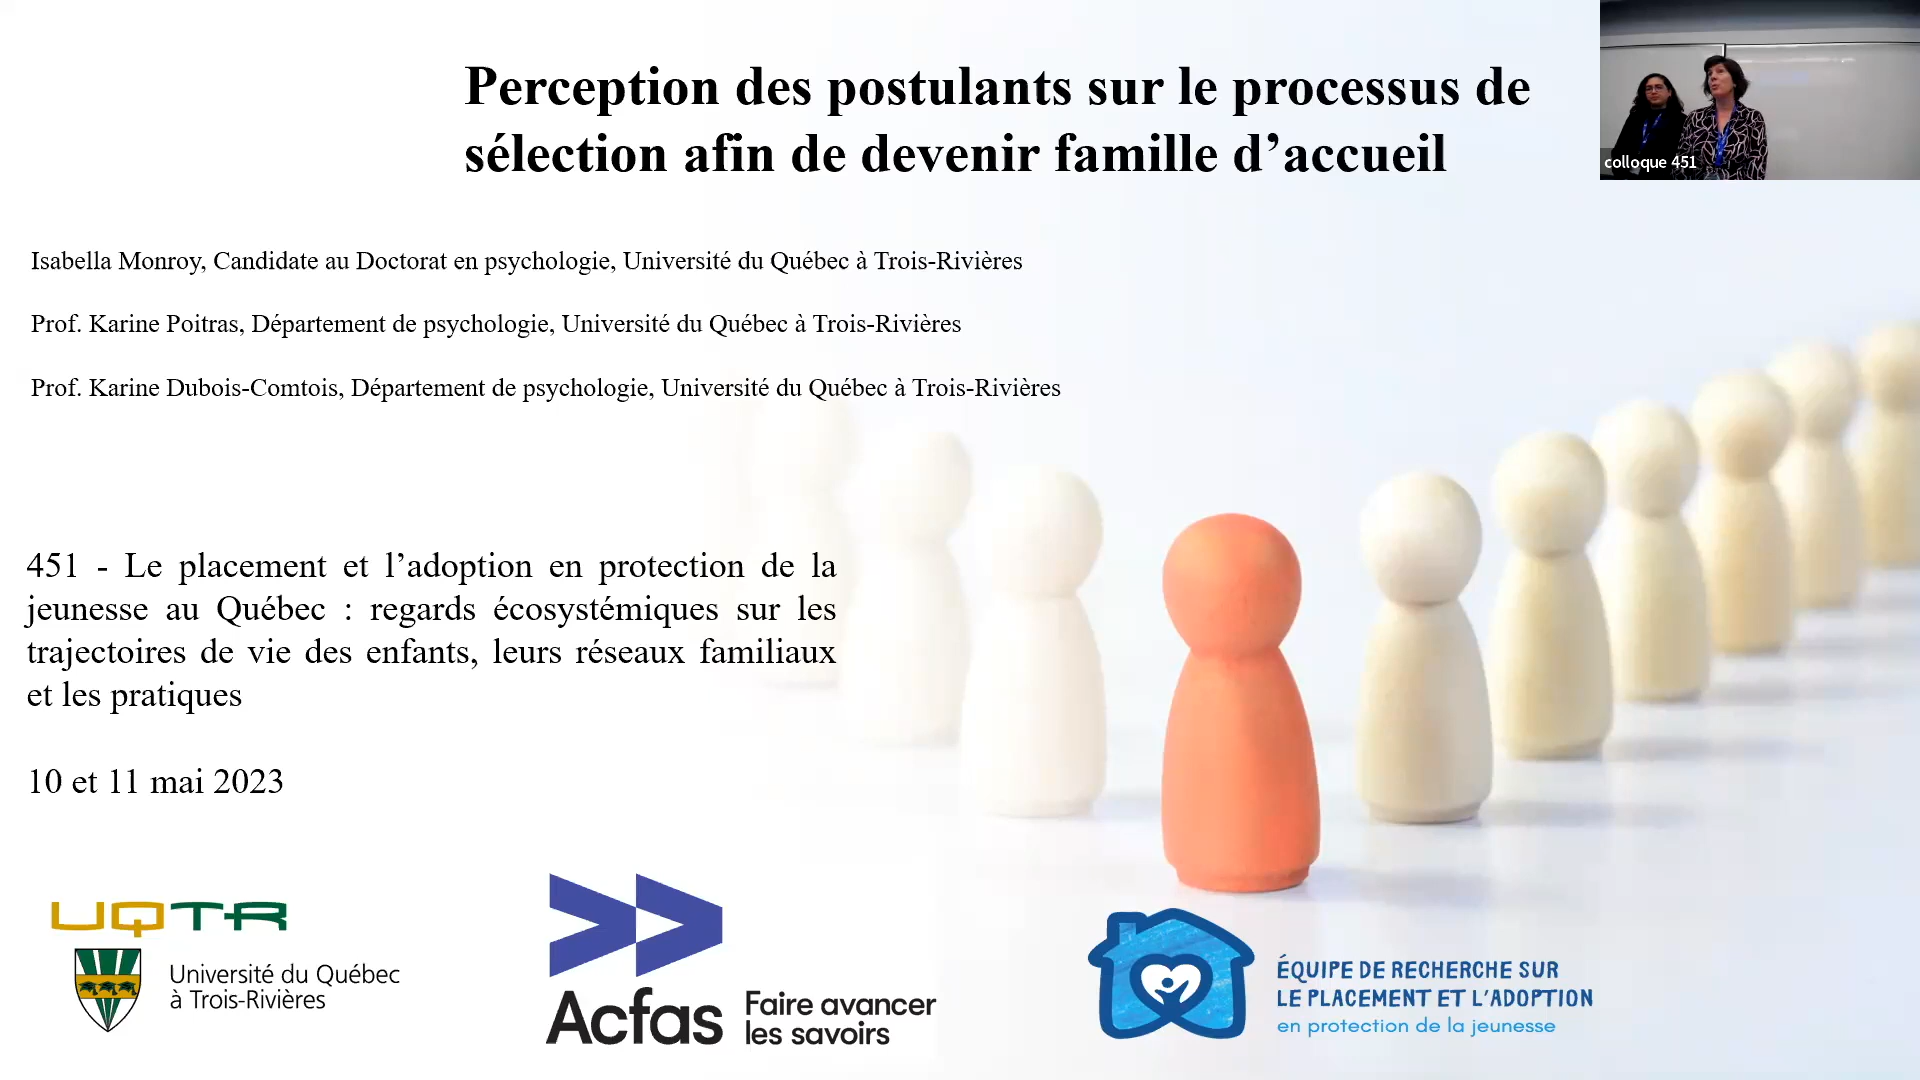 Perception des postulants sur le processus de
sélection afin de devenir famille d’accueil
colloque 451
Isabella Monroy, Candidate au Doctorat en psychologie, Université du Québec à Trois-Rivières
Prof. Karine Poitras, Département de psychologie, Université du Québec à Trois-Rivières
Prof. Karine Dubois-Comtois, Département de psychologie, Université du Québec à Trois-Rivières
451 - Le placement et l’adoption en protection de la
jeunesse au Québec : regards écosystémiques sur les
trajectoires de vie des enfants, leurs réseaux familiaux
et les pratiques
10 et 11 mai 2023
UQTR
Université du Québec
à Trois-Rivières
Acfas
Faire avancer
les savoirs
ÉQUIPE DE RECHERCHE SUR
LE PLACEMENT ET L’ADOPTION
en protection de la jeunesse